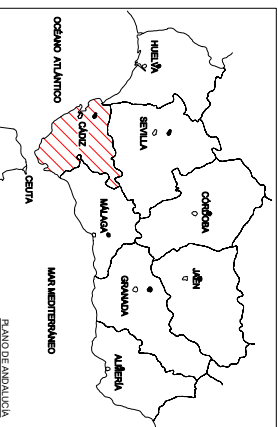 HUELVA
SEVILLA
CÓRDOBA
JAÉN
CÁDIZ
MÁLAGA
GRANADA
ALMERÍA
OCÉANO ATLÁNTICO
CEUTA
MAR MEDITERRÁNEO
PLANO DE ANDALUCÍA